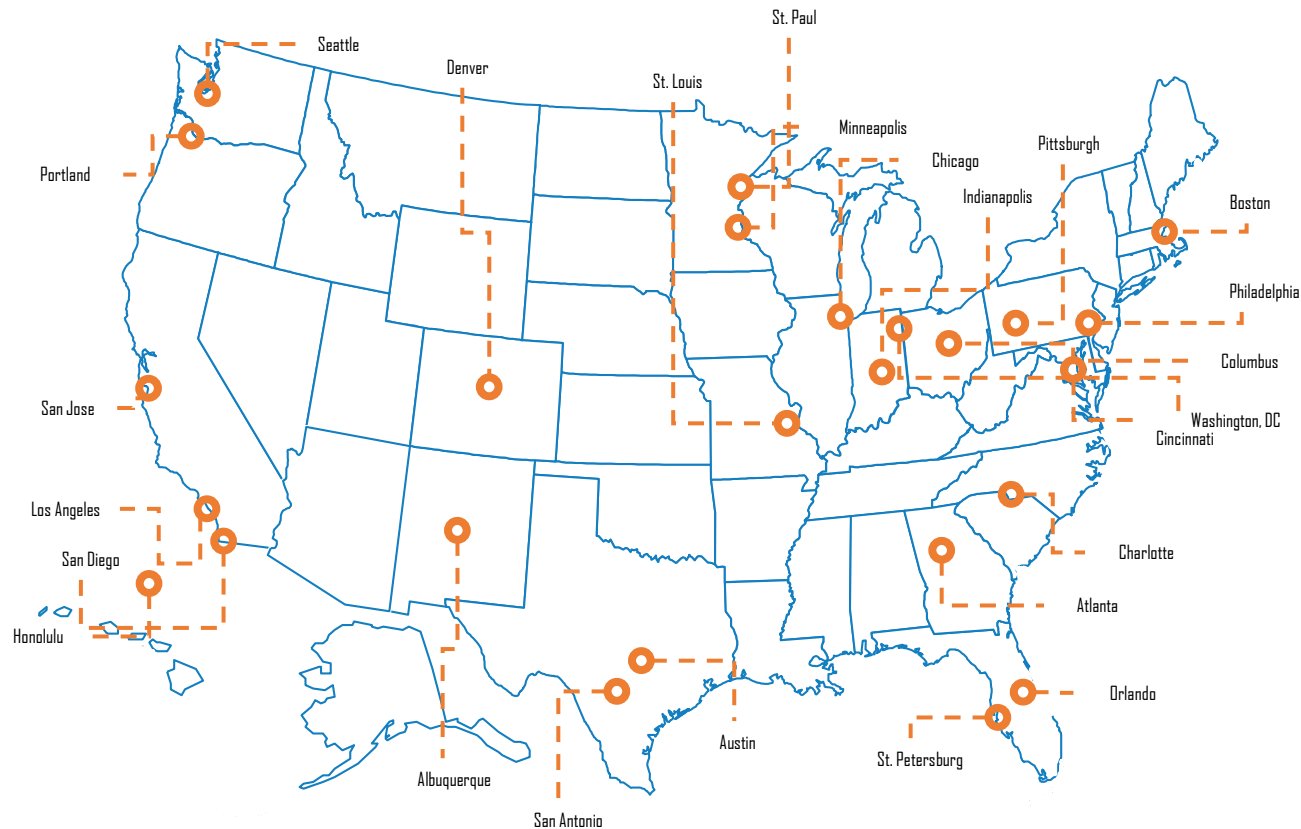 St. Paul
Seattle
Denver
St. Louis
Minneapolis
Pittsburgh
Chicago
Portland
Indianapolis
Boston
Philadelphia
Columbus
San Jose
Washington, DC
Cincinnati
Los Angeles
San Diego
Charlotte
Atlanta
Honolulu
Orlando
Austin
St. Petersburg
Albuquerque
San Antonio